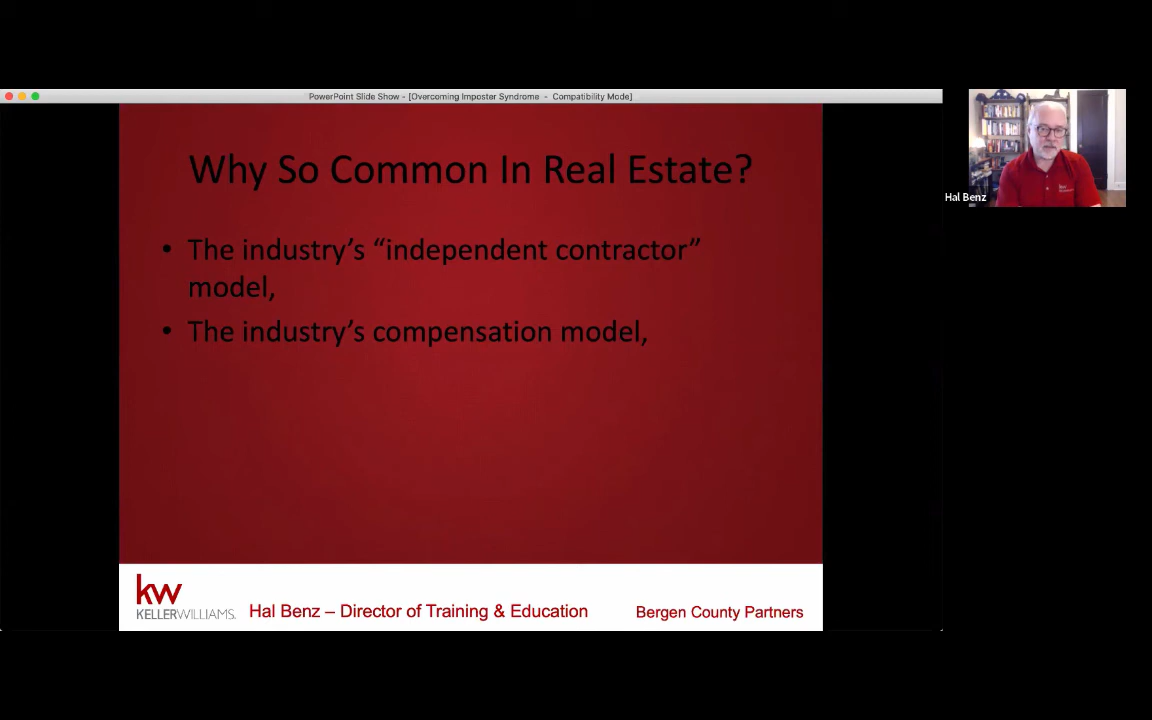 PowerPoint Slide Show - [Overcoming Imposter Syndrome - Compatibility Mode]
Why So Common In Real Estate?
• The industry’s “independent contractor”
model,
• The industry’s compensation model,
kw
KELLERWILLIAMS.
Hal Benz – Director of Training & Education
Bergen County Partners
Hal Benz
kw